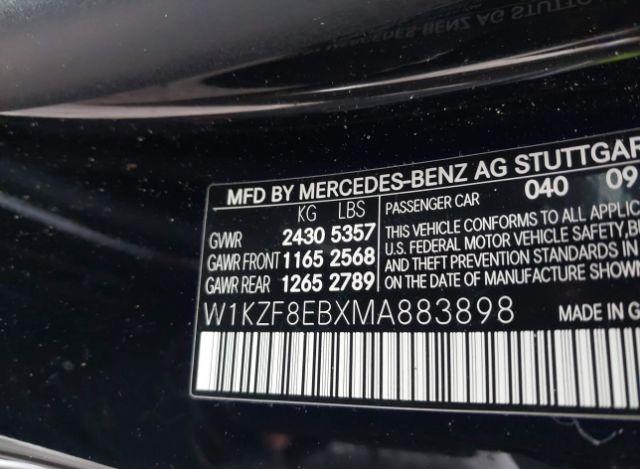 MFD BY MERCEDES-BENZ AG STUTTGAR
KG LBS
GVWR 2430 5357
GAWR FRONT 1165 2568
GAWR REAR 1265 2789
PASSENGER CAR 040 09
THIS VEHICLE CONFORMS TO ALL APPLIC
U.S. FEDERAL MOTOR VEHICLE SAFETY, B
AND THEFT PREVENTION STANDARDS IN
ON THE DATE OF MANUFACTURE SHOW
W1KZF8EBXMA883898